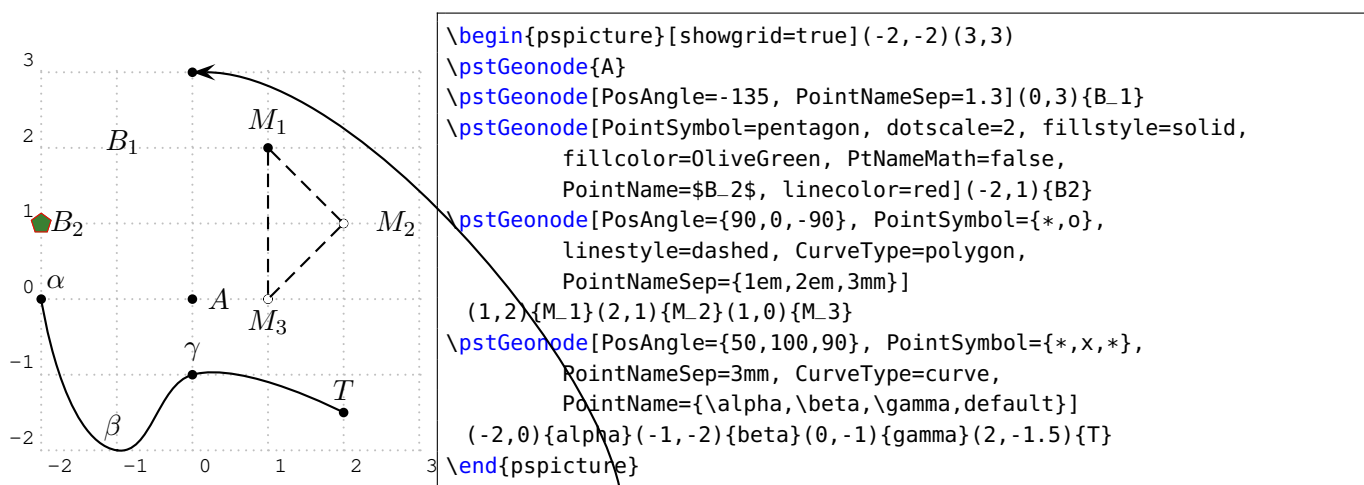 3
2
1
0
−1
−2
−2
−1
0
1
2
3
B₁
M₁
B₂
M₂
α
A
M₃
γ
T
β
\begin{pspicture}[showgrid=true](-2,-2)(3,3)
\pstGeonode{A}
\pstGeonode[PosAngle=-135, PointNameSep=1.3](0,3){B_1}
\pstGeonode[PointSymbol=pentagon, dotscale=2, fillstyle=solid,
fillcolor=OliveGreen, PtNameMath=false,
PointName=$B_2$, linecolor=red](-2,1){B2}
\pstGeonode[PosAngle={90,0,-90}, PointSymbol={*,o},
linestyle=dashed, CurveType=polygon,
PointNameSep={1em,2em,3mm}]
(1,2){M_1}(2,1){M_2}(1,0){M_3}
\pstGeonode[PosAngle={50,100,90}, PointSymbol={*,x,*},
PointNameSep=3mm, CurveType=curve,
PointName={\alpha,\beta,\gamma,default}]
(-2,0){alpha}(-1,-2){beta}(0,-1){gamma}(2,-1.5){T}
\end{pspicture}